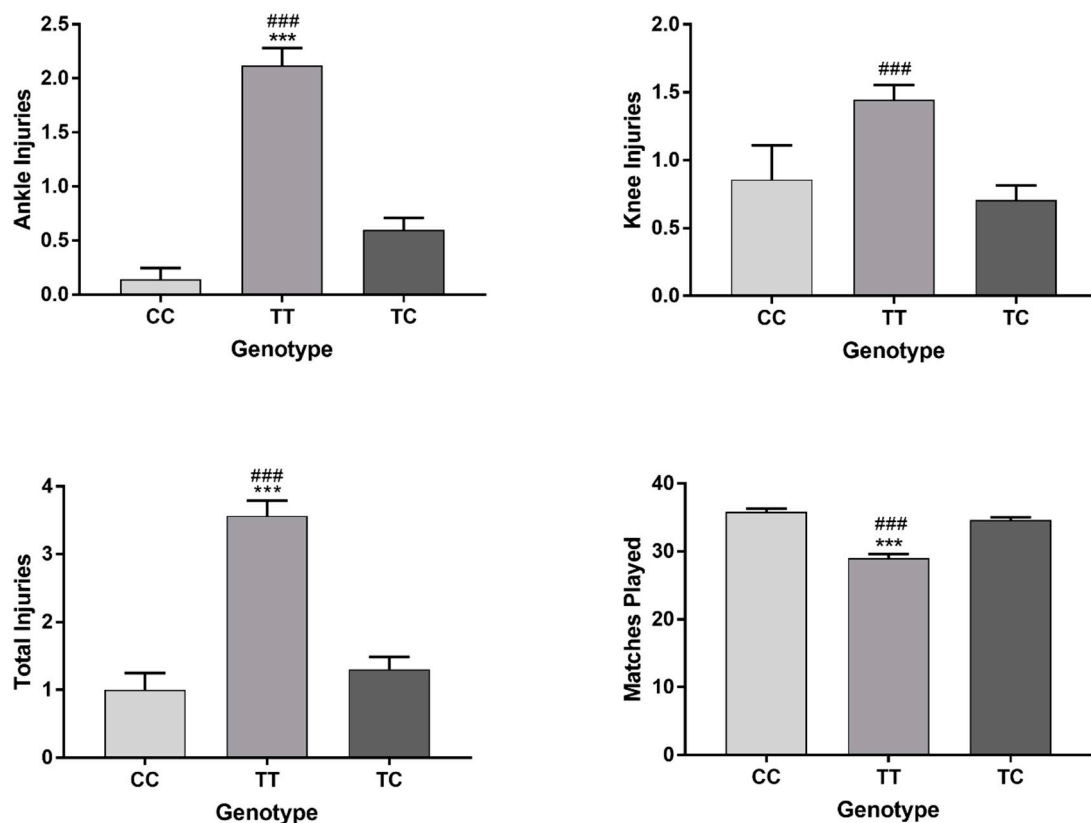 Ankle Injuries
2.5
2.0
1.5
1.0
0.5
0.0
###
***
CC TT TC
Genotype
Knee Injuries
2.0
1.5
1.0
0.5
0.0
###
CC TT TC
Genotype
Total Injuries
4
3
2
1
0
###
***
CC TT TC
Genotype
Matches Played
40
30
20
10
0
###
***
CC TT TC
Genotype